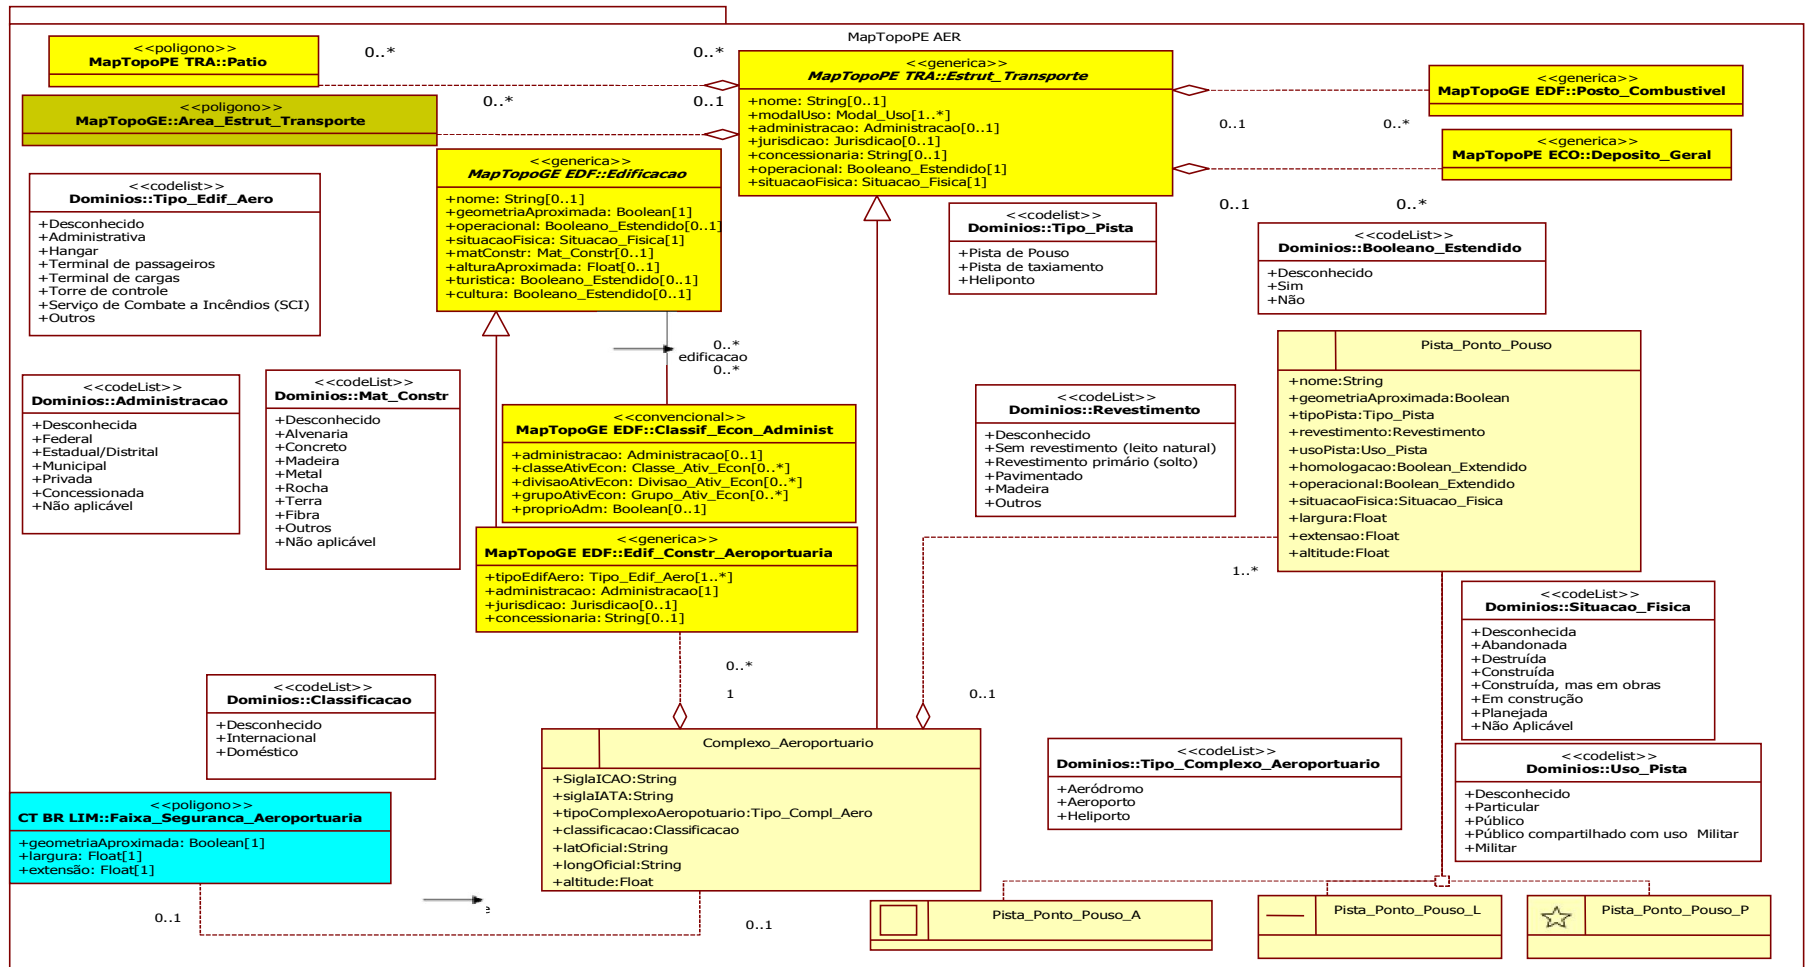 MapTopoPE AER
<<poligono>>
MapTopoPE TRA::Patio
0..*
0..*
<<generica>>
MapTopoPE TRA::Estrut_Transporte
+nome: String[0..1]
+modalUso: Modal_Uso[1..*]
+administracao: Administracao[0..1]
+jurisdicao: Jurisdicao[0..1]
+concessionaria: String[0..1]
+operacional: Booleano_Estendido[1]
+situacaoFisica: Situacao_Fisica[1]
<<generica>>
MapTopoGE EDF::Posto_Combustivel
0..1
0..*
<<poligono>>
MapTopoGE::Area_Estrut_Transporte
0..*
0..1
<<generica>>
MapTopoPE ECO::Deposito_Geral
0..1
0..*
<<generica>>
MapTopoGE EDF::Edificacao
+nome: String[0..1]
+geometriaAproximada: Boolean[1]
+operacional: Booleano_Estendido[0..1]
+situacaoFisica: Situacao_Fisica[1]
+matConstr: Mat_Constr[0..1]
+alturaAproximada: Float[0..1]
+turistica: Booleano_Estendido[0..1]
+cultura: Booleano_Estendido[0..1]
<<codelist>>
Dominios::Tipo_Edif_Aero
+Desconhecido
+Administrativa
+Hangar
+Terminal de passageiros
+Terminal de cargas
+Torre de controle
+Serviço de Combate a Incêndios (SCI)
+Outros
<<codelist>>
Dominios::Tipo_Pista
+Pista de Pouso
+Pista de taxiamento
+Heliponto
<<codeList>>
Dominios::Booleano_Estendido
+Desconhecido
+Sim
+Não
0..*
edificacao
0..*
Pista_Ponto_Pouso
+nome:String
+geometriaAproximada:Boolean
+tipoPista:Tipo_Pista
+revestimento:Revestimento
+usoPista:Uso_Pista
+homologacao:Boolean_Extendido
+operacional:Boolean_Extendido
+situacaoFisica:Situacao_Fisica
+largura:Float
+extensao:Float
+altitude:Float
<<codeList>>
Dominios::Administracao
+Desconhecida
+Federal
+Estadual/Distrital
+Municipal
+Privada
+Concessionada
+Não aplicável
<<codeList>>
Dominios::Mat_Constr
+Desconhecido
+Alvenaria
+Concreto
+Madeira
+Metal
+Rocha
+Terra
+Fibra
+Outros
+Não aplicável
<<convencional>>
MapTopoGE EDF::Classif_Econ_Administ
+administracao: Administracao[0..1]
+classeAtivEcon: Classe_Ativ_Econ[0..*]
+divisaoAtivEcon: Divisao_Ativ_Econ[0..*]
+grupoAtivEcon: Grupo_Ativ_Econ[0..*]
+proprioAdm: Boolean[0..1]
<<codeList>>
Dominios::Revestimento
+Desconhecido
+Sem revestimento (leito natural)
+Revestimento primário (solto)
+Pavimentado
+Madeira
+Outros
<<generica>>
MapTopoGE EDF::Edif_Constr_Aeroportuaria
+tipoEdifAero: Tipo_Edif_Aero[1..*]
+administracao: Administracao[1]
+jurisdicao: Jurisdicao[0..1]
+concessionaria: String[0..1]
0..*
1
1..*
0..1
<<codeList>>
Dominios::Situacao_Fisica
+Desconhecida
+Abandonada
+Destruída
+Construída
+Construída, mas em obras
+Em construção
+Planejada
+Não Aplicável
<<codeList>>
Dominios::Classificacao
+Desconhecido
+Internacional
+Doméstico
Complexo_Aeroportuario
+SiglaICAO:String
+siglaIATA:String
+tipoComplexoAeropotuario:Tipo_Compl_Aero
+classificacao:Classificacao
+latOficial:String
+longOficial:String
+altitude:Float
<<codeList>>
Dominios::Tipo_Complexo_Aeroportuario
+Aeródromo
+Aeroporto
+Heliporto
<<codelist>>
Dominios::Uso_Pista
+Desconhecido
+Particular
+Público
+Público compartilhado com uso  Militar
+Militar
<<poligono>>
CT BR LIM::Faixa_Seguranca_Aeroportuaria
+geometriaAproximada: Boolean[1]
+largura: Float[1]
+extensão: Float[1]
0..1
e
0..1
Pista_Ponto_Pouso_A
Pista_Ponto_Pouso_L
Pista_Ponto_Pouso_P